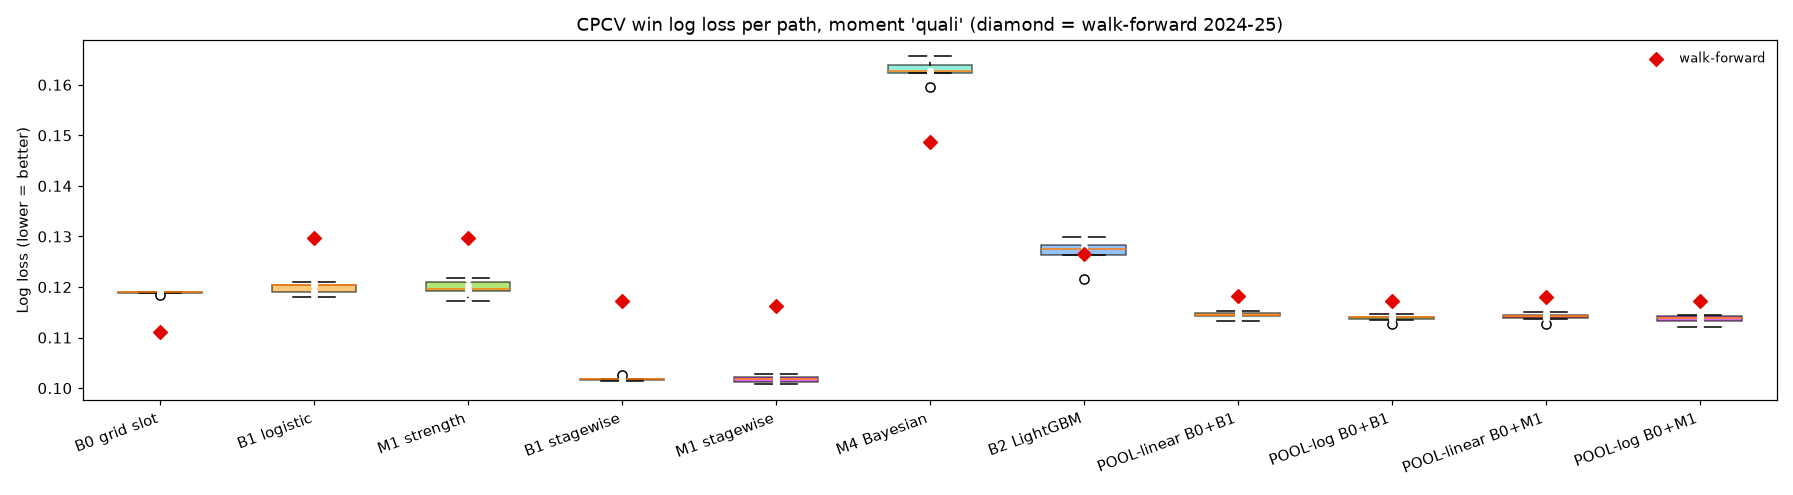 CPCV win log loss per path, moment 'quali' (diamond = walk-forward 2024-25)
walk-forward
Log loss (lower = better)
0.16
0.15
0.14
0.13
0.12
0.11
0.10
B0 grid slot
B1 logistic
M1 strength
B1 stagewise
M1 stagewise
M4 Bayesian
B2 LightGBM
POOL-linear B0+B1
POOL-log B0+B1
POOL-linear B0+M1
POOL-log B0+M1